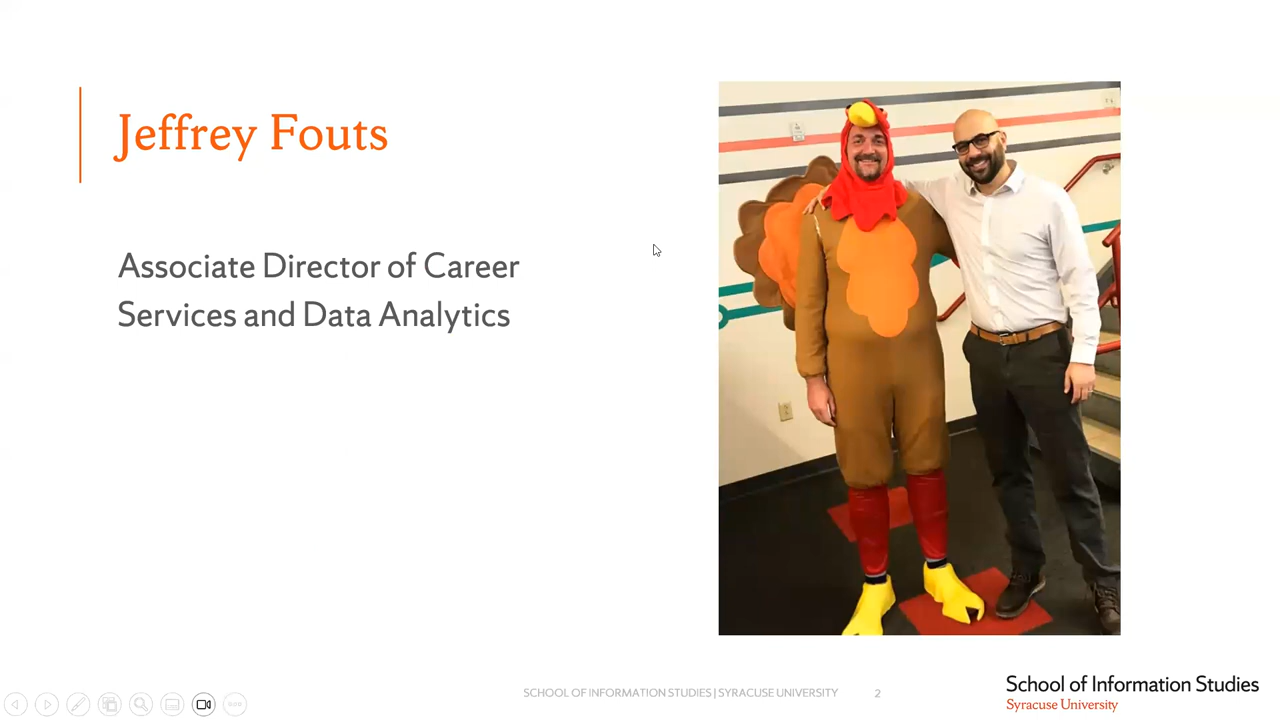 Jeffrey Fouts
Associate Director of Career
Services and Data Analytics
SCHOOL OF INFORMATION STUDIES | SYRACUSE UNIVERSITY
2
School of Information Studies
Syracuse University